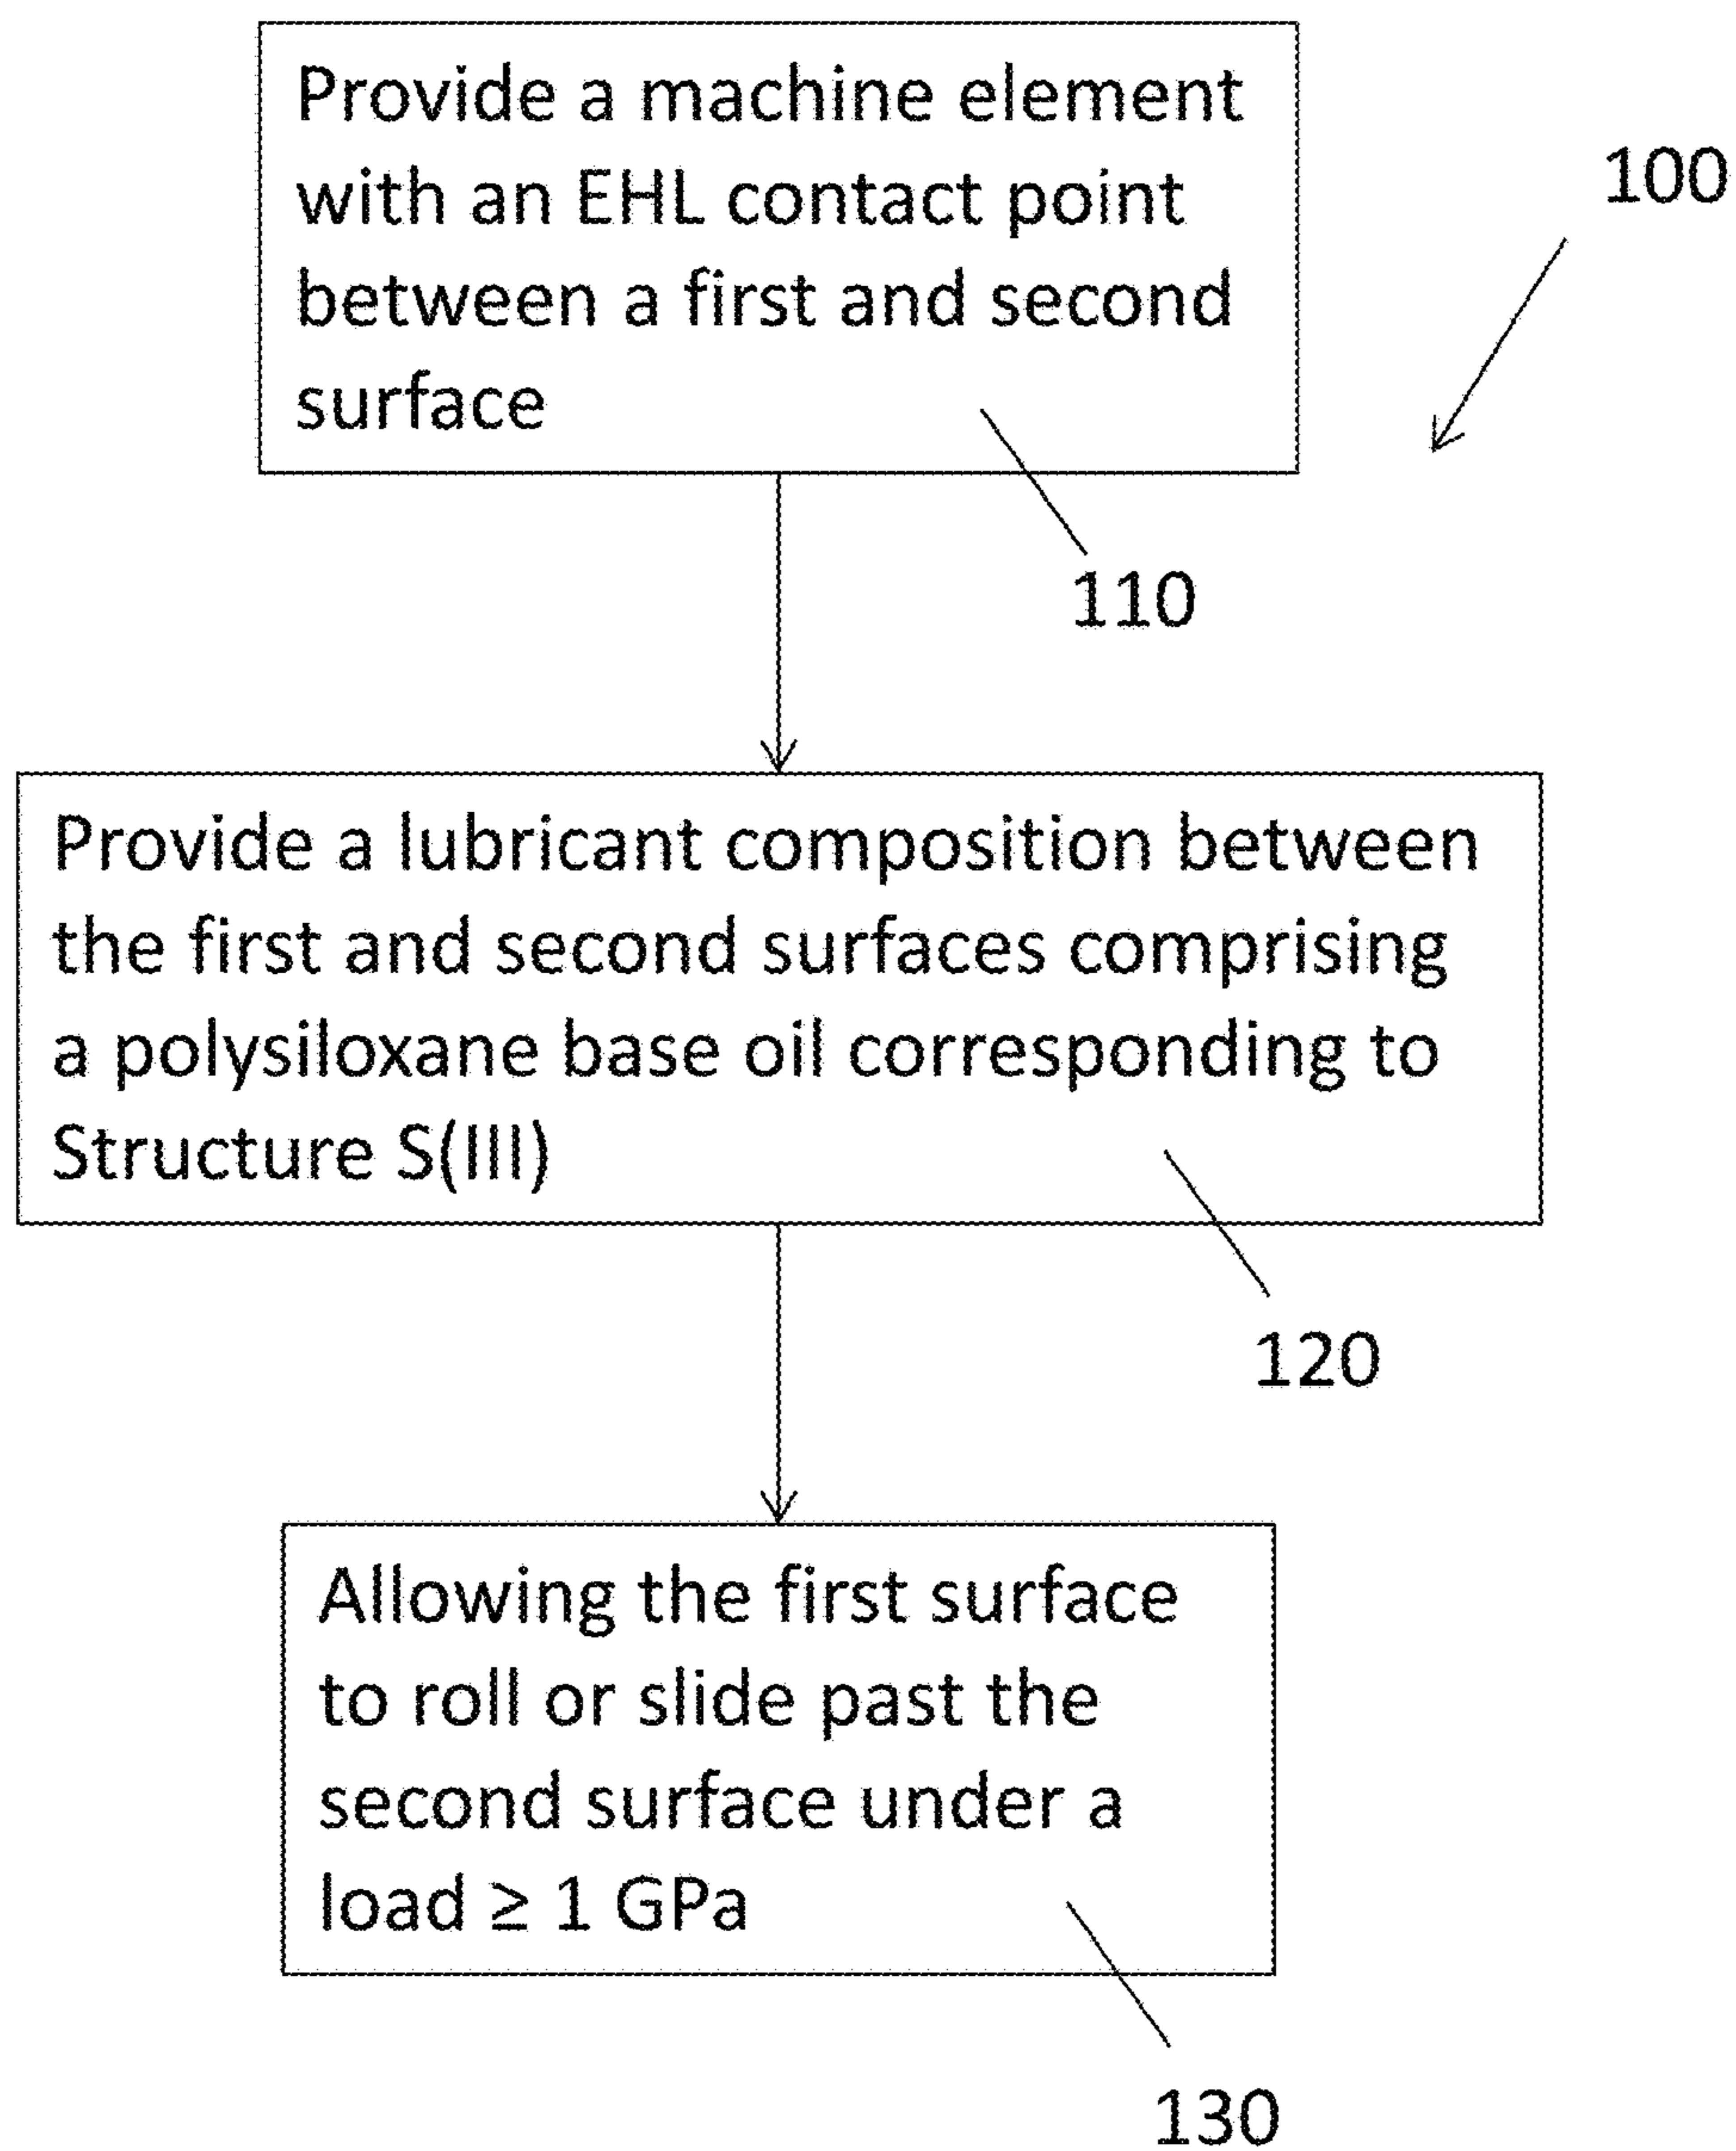 Provide a machine element
with an EHL contact point
between a first and second
surface
100
110
Provide a lubricant composition between
the first and second surfaces comprising
a polysiloxane base oil corresponding to
Structure S(III)
120
Allowing the first surface
to roll or slide past the
second surface under a
load ≥ 1 GPa
130